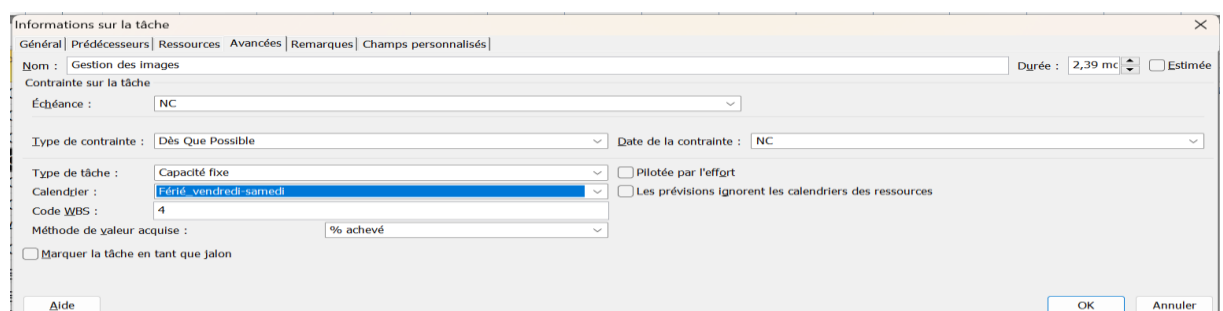 Informations sur la tâche
Général Prédécesseurs Ressources Avancées Remarques Champs personnalisés
Nom : Gestion des images Durée : 2,39 mc Estimée
Contrainte sur la tâche
Échéance : NC
Type de contrainte : Dès Que Possible Date de la contrainte : NC
Type de tâche : Capacité fixe Pilotée par l'effort
Calendrier : Férié_vendredi-samedi Les prévisions ignorent les calendriers des ressources
Code WBS : 4
Méthode de valeur acquise : % achevé
Marquer la tâche en tant que jalon
Aide OK Annuler